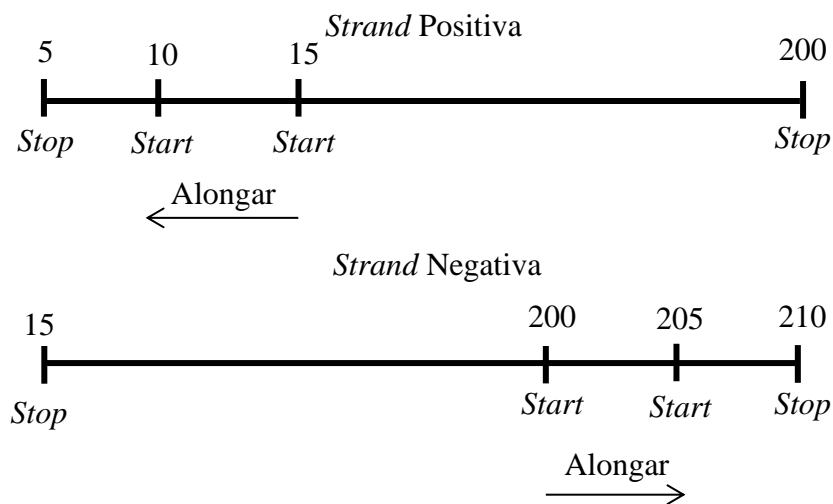 Strand Positiva
5 10 15 200
Stop Start Start Stop
Alongar
Strand Negativa
15 200 205 210
Stop Start Start Stop
Alongar